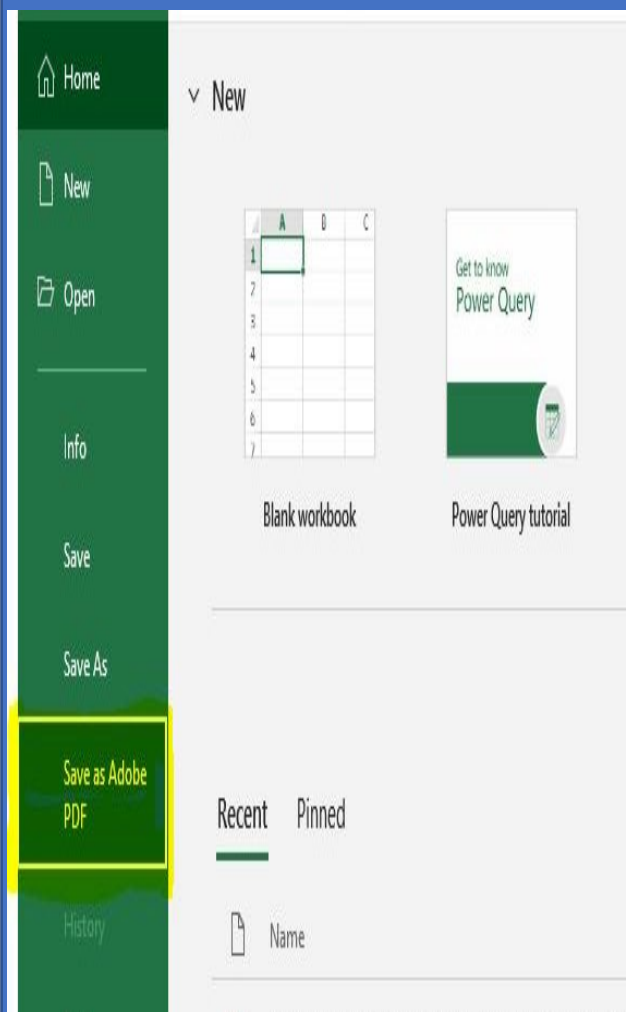 Home
New
Open
Info
Save
Save As
Save as Adobe
PDF
History
New
A B C
1
2
3
4
5
6
7
Blank workbook
Get to know
Power Query
Power Query tutorial
Recent Pinned
Name